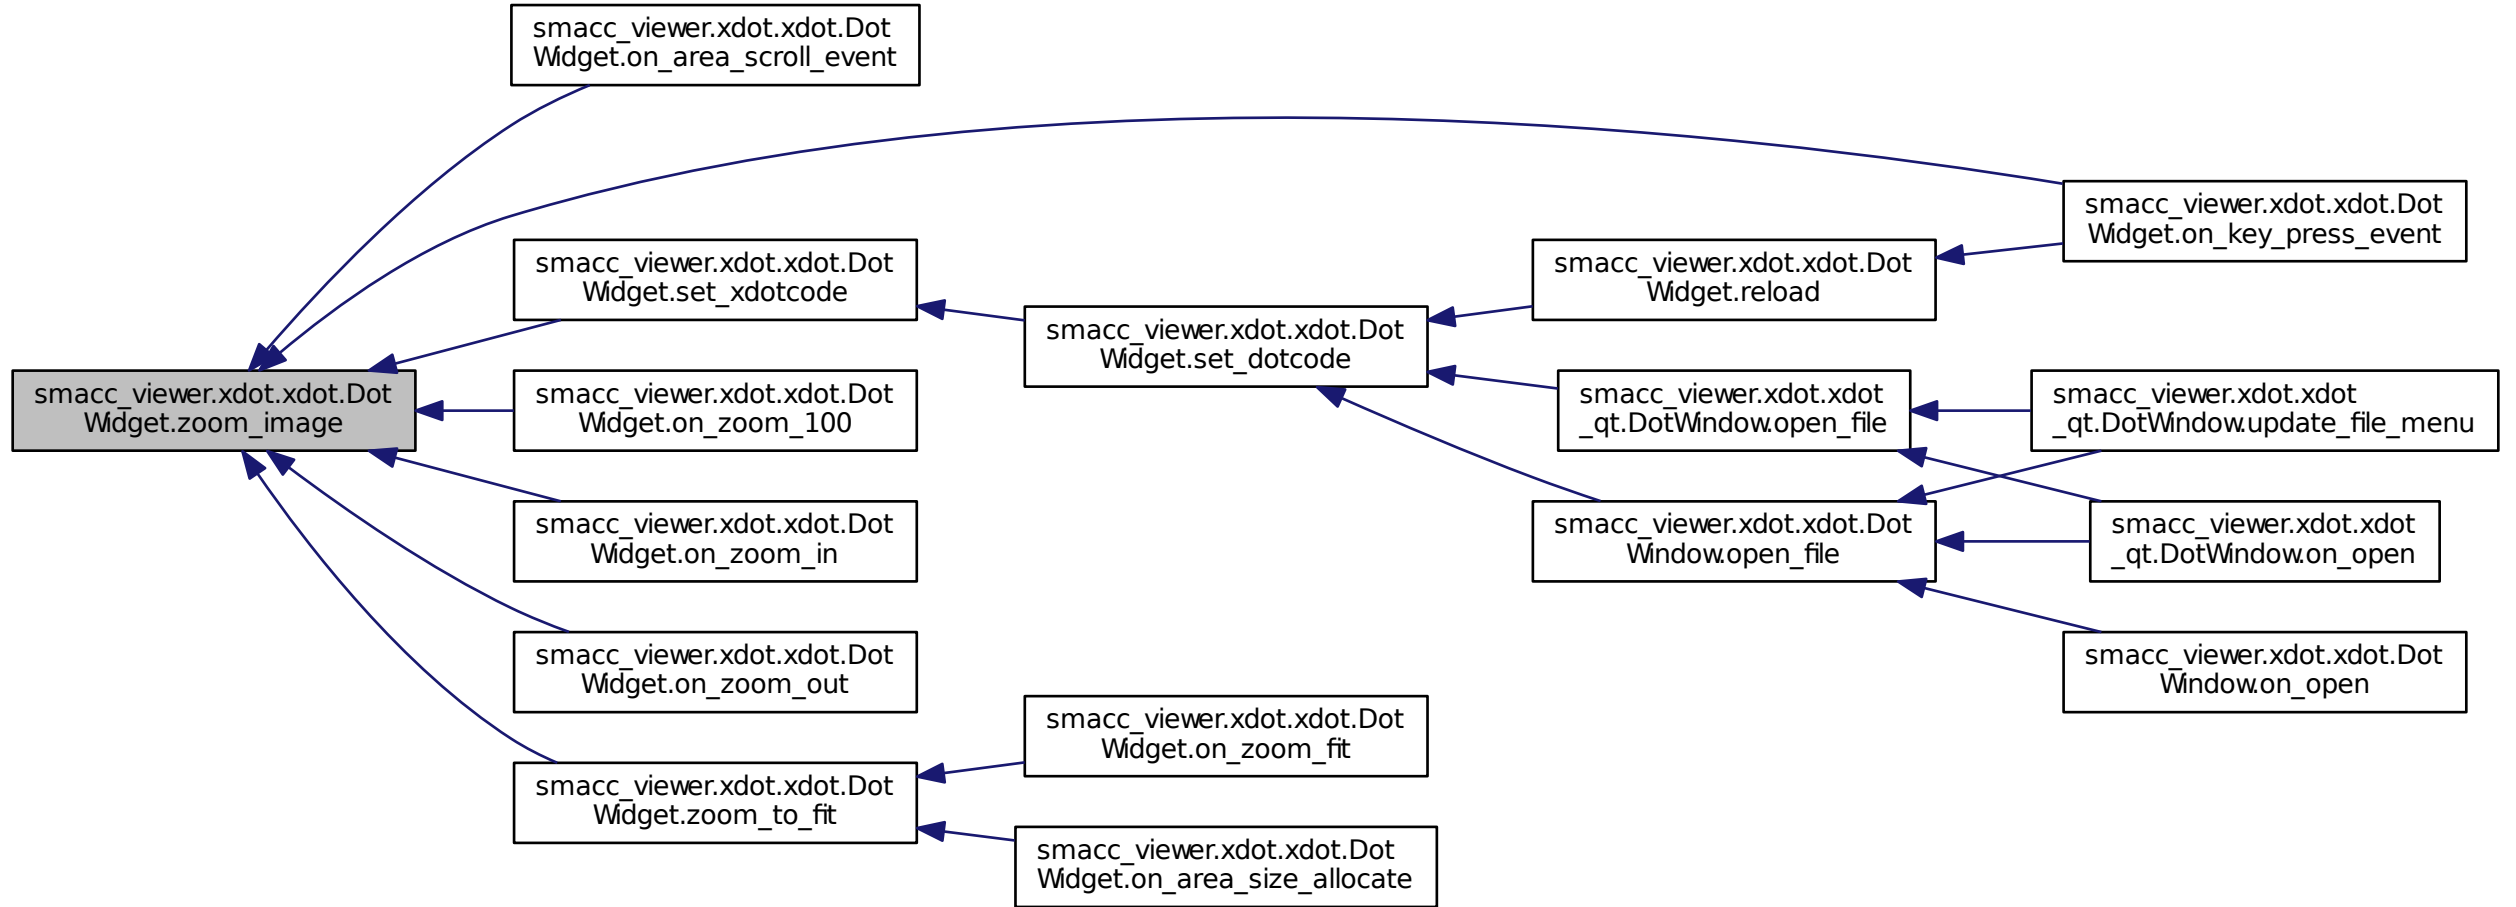 smacc_viewer.xdot.xdot.Dot
Widget.on_area_scroll_event
smacc_viewer.xdot.xdot.Dot
Widget.on_key_press_event
smacc_viewer.xdot.xdot.Dot
Widget.set_xdotcode
smacc_viewer.xdot.xdot.Dot
Widget.reload
smacc_viewer.xdot.xdot.Dot
Widget.set_dotcode
smacc_viewer.xdot.xdot.Dot
Widget.zoom_image
smacc_viewer.xdot.xdot.Dot
Widget.on_zoom_100
smacc_viewer.xdot.xdot
_qt.DotWindow.open_file
smacc_viewer.xdot.xdot
_qt.DotWindow.update_file_menu
smacc_viewer.xdot.xdot.Dot
Widget.on_zoom_in
smacc_viewer.xdot.xdot.Dot
Window.open_file
smacc_viewer.xdot.xdot
_qt.DotWindow.on_open
smacc_viewer.xdot.xdot.Dot
Widget.on_zoom_out
smacc_viewer.xdot.xdot.Dot
Window.on_open
smacc_viewer.xdot.xdot.Dot
Widget.on_zoom_fit
smacc_viewer.xdot.xdot.Dot
Widget.zoom_to_fit
smacc_viewer.xdot.xdot.Dot
Widget.on_area_size_allocate